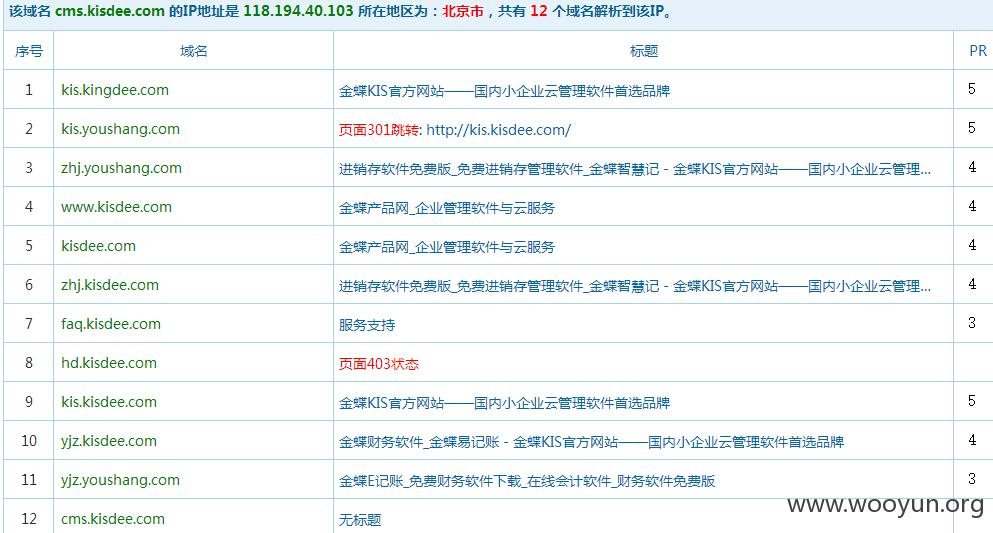 该域名 cms.kisdee.com 的IP地址是 118.194.40.103 所在地区为：北京市，共有 12 个域名解析到该IP。
序号 域名 标题 PR
1 kis.kingdee.com 金蝶KIS官方网站——国内小企业云管理软件首选品牌 5
2 kis.youshang.com 页面301跳转: http://kis.kisdee.com/ 5
3 zhj.youshang.com 进销存软件免费版_免费进销存管理软件_金蝶智慧记 - 金蝶KIS官方网站——国内小企业云管理... 4
4 www.kisdee.com 金蝶产品网_企业管理软件与云服务 4
5 kisdee.com 金蝶产品网_企业管理软件与云服务 4
6 zhj.kisdee.com 进销存软件免费版_免费进销存管理软件_金蝶智慧记 - 金蝶KIS官方网站——国内小企业云管理... 4
7 faq.kisdee.com 服务支持 3
8 hd.kisdee.com 页面403状态
9 kis.kisdee.com 金蝶KIS官方网站——国内小企业云管理软件首选品牌 5
10 yjz.kisdee.com 金蝶财务软件_金蝶易记账 - 金蝶KIS官方网站——国内小企业云管理软件首选品牌 4
11 yjz.youshang.com 金蝶E记账_免费财务软件下载_在线会计软件_财务软件免费版 3
12 cms.kisdee.com 无标题
www.wooyun.org